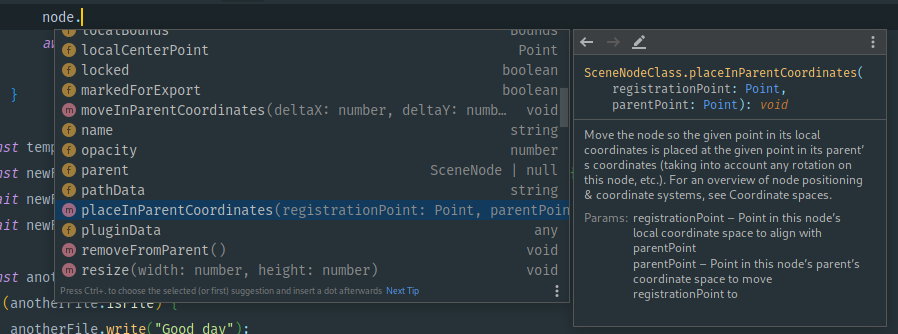 node.
localBounds Bounds
localCenterPoint Point
locked boolean
markedForExport boolean
moveInParentCoordinates(deltaX: number, deltaY: numb… void
name string
opacity number
parent SceneNode | null
pathData string
placeInParentCoordinates(registrationPoint: Point, parentPoin
pluginData any
removeFromParent() void
resize(width: number, height: number) void
Press Ctrl+. to choose the selected (or first) suggestion and insert a dot afterwards Next Tip
SceneNodeClass.placeInParentCoordinates(
registrationPoint: Point,
parentPoint: Point): void
Move the node so the given point in its local
coordinates is placed at the given point in its parent'
s coordinates (taking into account any rotation on
this node, etc.). For an overview of node positioning
& coordinate systems, see Coordinate spaces.
Params: registrationPoint – Point in this node's
local coordinate space to align with
parentPoint
parentPoint – Point in this node's parent's
coordinate space to move
registrationPoint to
}
nst temp
nst newF
ait newF
ait newF
nst anot
(anotherFile.isFile) {
anotherFile.write("Good day");